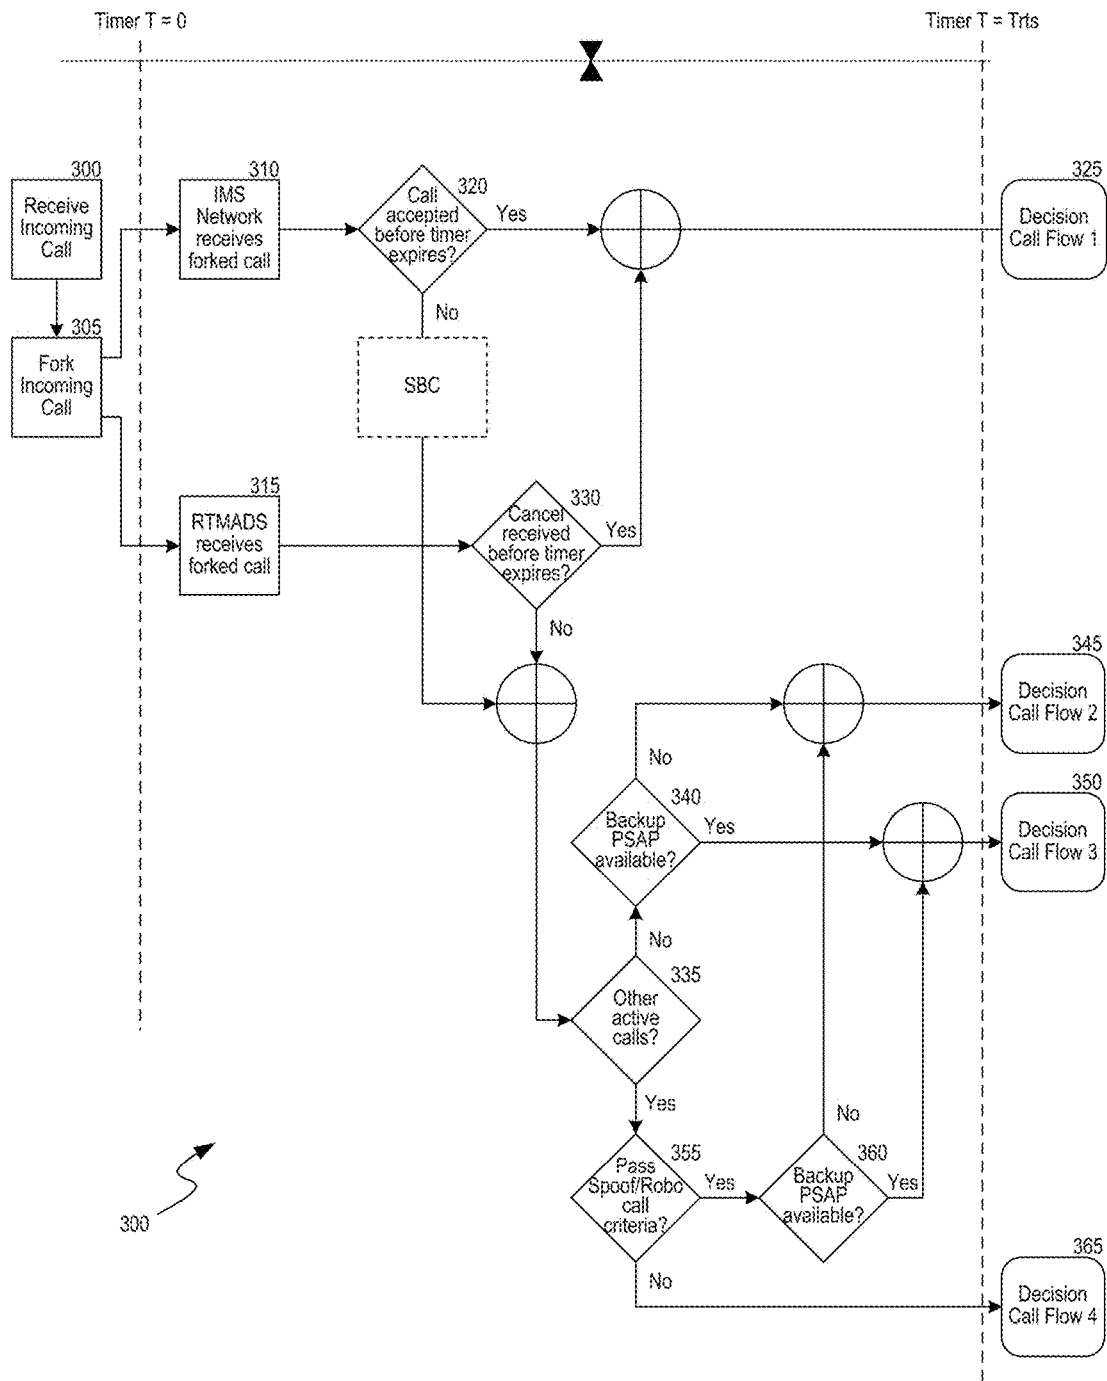 Timer T = 0
Timer T = Trts
300
Receive
Incoming
Call
310
IMS
Network
receives
forked call
320
Call
accepted
before timer
expires?
Yes
No
325
Decision
Call Flow 1
305
Fork
Incoming
Call
SBC
315
RTMADS
receives
forked call
330
Cancel
received
before timer
expires?
Yes
No
345
Decision
Call Flow 2
No
340
Backup
PSAP
available?
Yes
350
Decision
Call Flow 3
No
335
Other
active
calls?
Yes
355
Pass
Spoof/Robo
call
criteria?
Yes
No
360
Backup
PSAP
available?
No
Yes
300
365
Decision
Call Flow 4